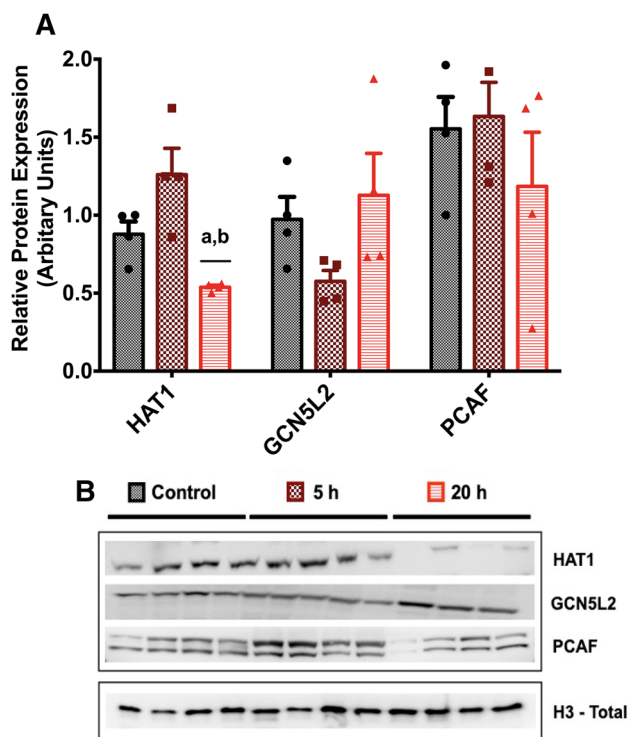 A
Relative Protein Expression
(Arbitary Units)
2.0
1.5
1.0
0.5
0.0
a,b
HAT1
GCN5L2
PCAF
B
Control
5 h
20 h
HAT1
GCN5L2
PCAF
H3 - Total